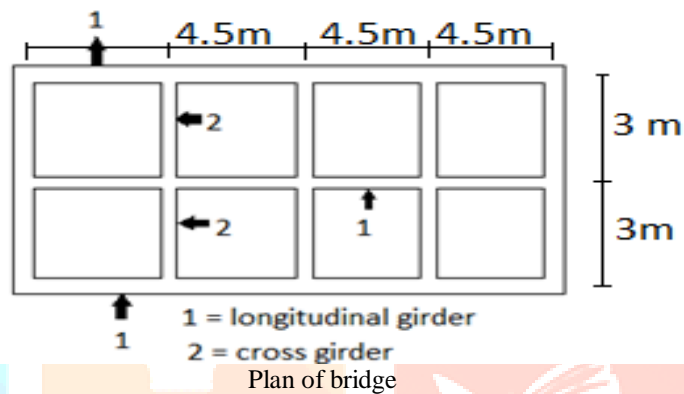 1
4.5m 4.5m 4.5m
2
3 m
2
1
3m
1
1 = longitudinal girder
2 = cross girder
Plan of bridge